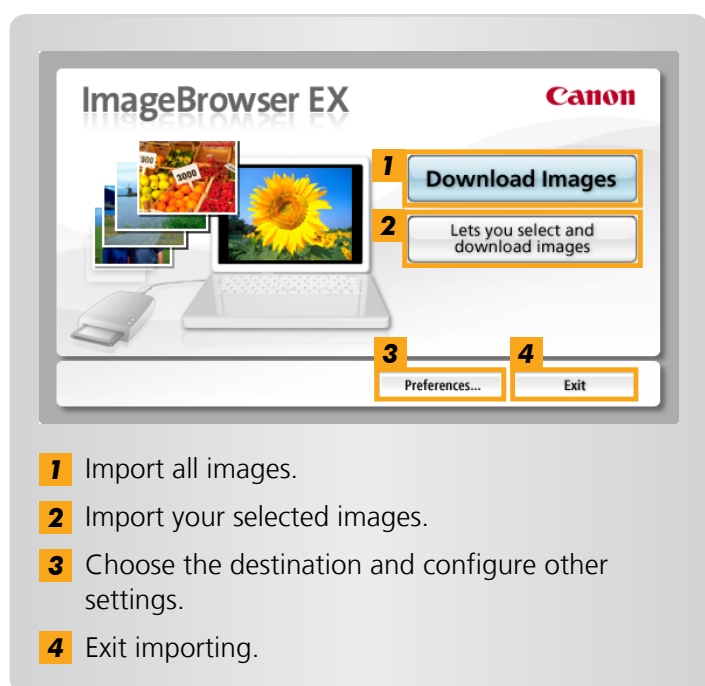 ImageBrowser EX
Canon
500
3000
1
Download Images
2
Lets you select and
download images
3
4
Preferences...
Exit
1 Import all images.
2 Import your selected images.
3 Choose the destination and configure other
settings.
4 Exit importing.